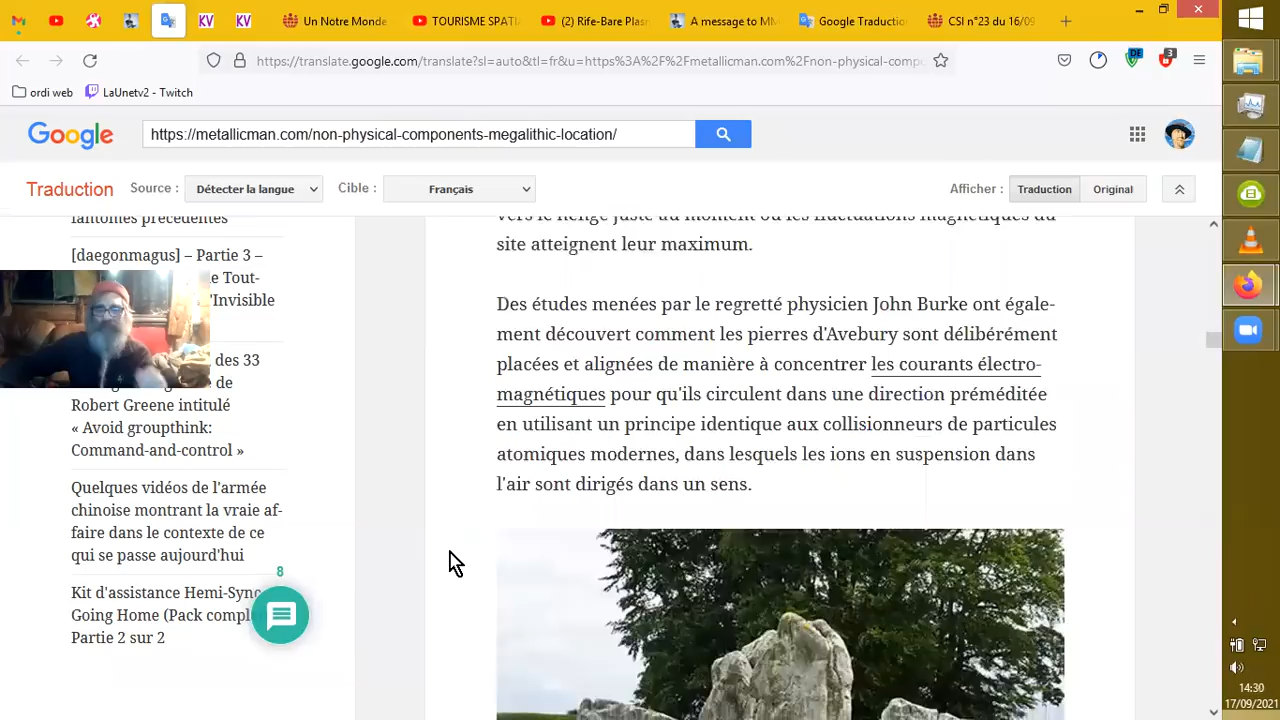 Un Notre Monde
TOURISME SPATI
(2) Rife-Bare Plasm
A message to MM
Google Traduction
CSI n°23 du 16/09
https://translate.google.com/translate?sl=auto&tl=fr&u=https%3A%2F%2Fmetallicman.com%2Fnon-physical-compo
DE
3
ordi web
LaUnetv2 - Twitch
Google
https://metallicman.com/non-physical-components-megalithic-location/
Traduction
Source :
Détecter la langue
Cible :
Français
Afficher :
Traduction
Original
fantômes précédentes
[daegonmagus] – Partie 3 –
le Tout-
l'Invisible
des 33
de
Robert Greene intitulé
« Avoid groupthink:
Command-and-control »
Quelques vidéos de l'armée
chinoise montrant la vraie af-
faire dans le contexte de ce
qui se passe aujourd'hui
8
Kit d'assistance Hemi-Sync
Going Home (Pack compl
Partie 2 sur 2
vers le henge juste au moment où les fluctuations magnétiques du
site atteignent leur maximum.
Des études menées par le regretté physicien John Burke ont égale-
ment découvert comment les pierres d'Avebury sont délibérément
placées et alignées de manière à concentrer les courants électro-
magnétiques pour qu'ils circulent dans une direction préméditée
en utilisant un principe identique aux collisionneurs de particules
atomiques modernes, dans lesquels les ions en suspension dans
l'air sont dirigés dans un sens.
14:30
17/09/2021